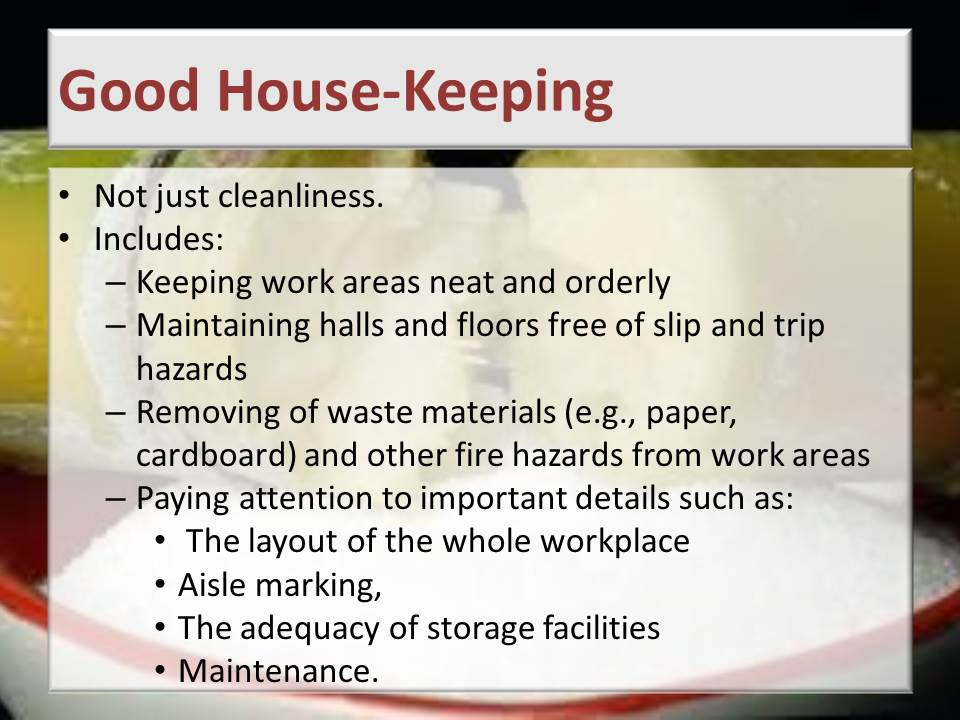 Good House-Keeping
• Not just cleanliness.
• Includes:
– Keeping work areas neat and orderly
– Maintaining halls and floors free of slip and trip
hazards
– Removing of waste materials (e.g., paper,
cardboard) and other fire hazards from work areas
– Paying attention to important details such as:
• The layout of the whole workplace
• Aisle marking,
• The adequacy of storage facilities
• Maintenance.